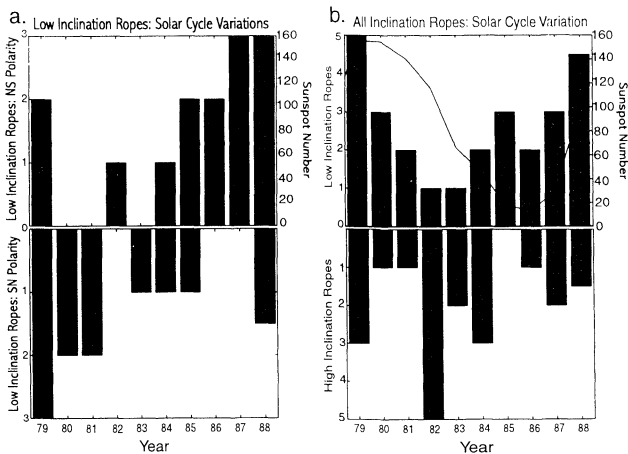 a.
Low Inclination Ropes: Solar Cycle Variations
Low Inclination Ropes: NS Polarity
3
2
1
0
160
140
120
100
80
60
40
20
0
Sunspot Number
Low Inclination Ropes: SN Polarity
1
2
3
79 80 81 82 83 84 85 86 87 88
Year
b.
All Inclination Ropes: Solar Cycle Variation
Low Inclination Ropes
5
4
3
2
1
0
160
140
120
100
80
60
40
20
0
Sunspot Number
High Inclination Ropes
1
2
3
4
5
79 80 81 82 83 84 85 86 87 88
Year